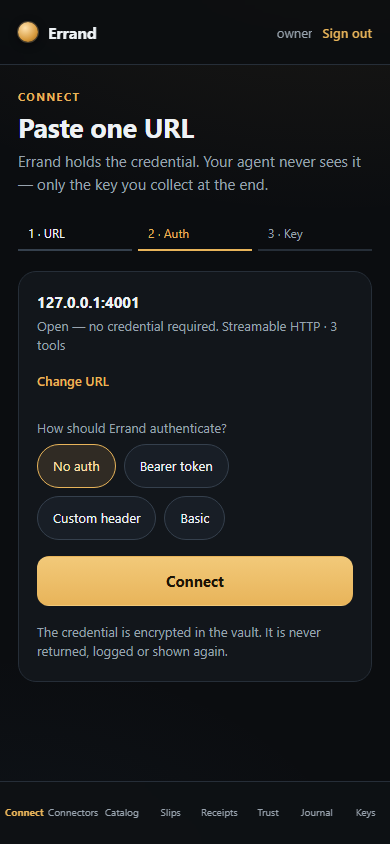 Errand
owner Sign out
CONNECT
Paste one URL
Errand holds the credential. Your agent never sees it
— only the key you collect at the end.
1 · URL 2 · Auth 3 · Key
127.0.0.1:4001
Open — no credential required. Streamable HTTP · 3
tools
Change URL
How should Errand authenticate?
No auth Bearer token
Custom header Basic
Connect
The credential is encrypted in the vault. It is never
returned, logged or shown again.
Connect Connectors Catalog Slips Receipts Trust Journal Keys